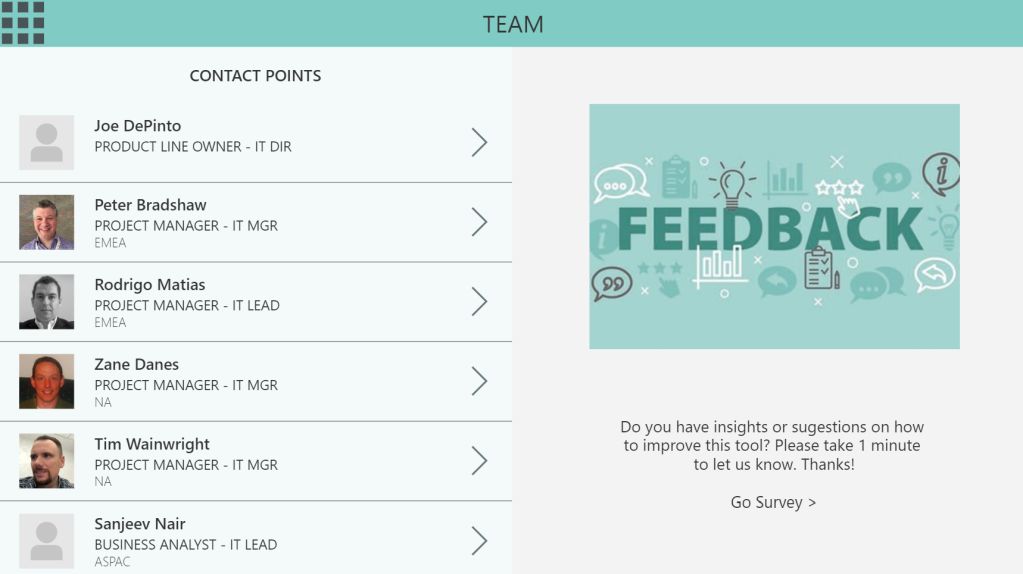 TEAM
CONTACT POINTS
Joe DePinto
PRODUCT LINE OWNER - IT DIR
Peter Bradshaw
PROJECT MANAGER - IT MGR
EMEA
Rodrigo Matias
PROJECT MANAGER - IT LEAD
EMEA
Zane Danes
PROJECT MANAGER - IT MGR
NA
Tim Wainwright
PROJECT MANAGER - IT MGR
NA
Sanjeev Nair
BUSINESS ANALYST - IT LEAD
ASPAC
FEEDBACK
Do you have insights or sugestions on how
to improve this tool? Please take 1 minute
to let us know. Thanks!
Go Survey >